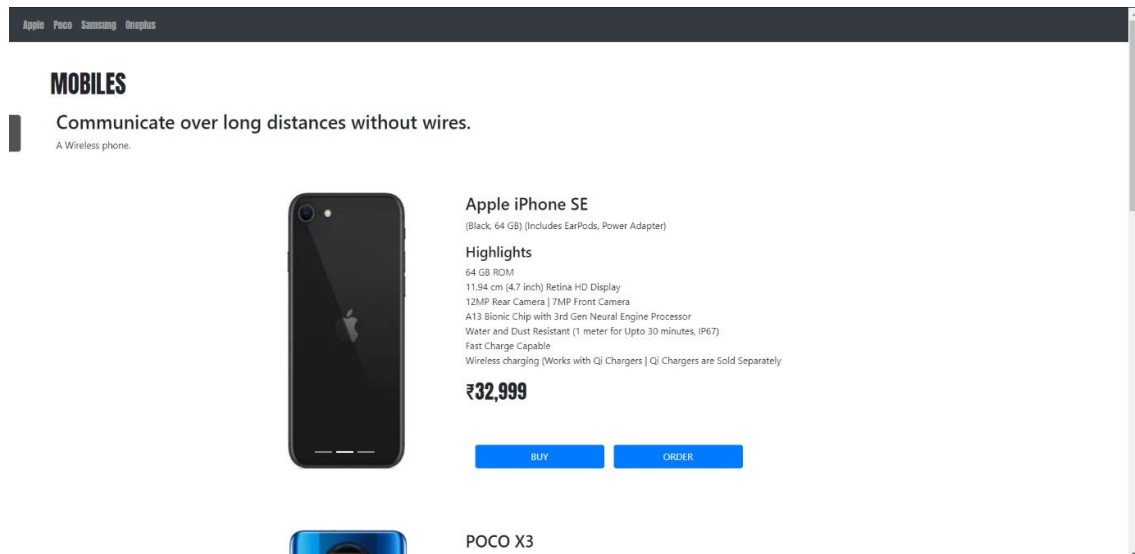 Apple Poco Samsung Oneplus
MOBILES
Communicate over long distances without wires.
A Wireless phone.
Apple iPhone SE
(Black, 64 GB) (Includes EarPods, Power Adapter)
Highlights
64 GB ROM
11.94 cm (4.7 inch) Retina HD Display
12MP Rear Camera | 7MP Front Camera
A13 Bionic Chip with 3rd Gen Neural Engine Processor
Water and Dust Resistant (1 meter for Upto 30 minutes, IP67)
Fast Charge Capable
Wireless charging (Works with Qi Chargers | Qi Chargers are Sold Separately
₹32,999
BUY ORDER
POCO X3